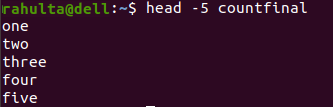 rahulta@dell:~$ head -5 countfinal
one
two
three
four
five